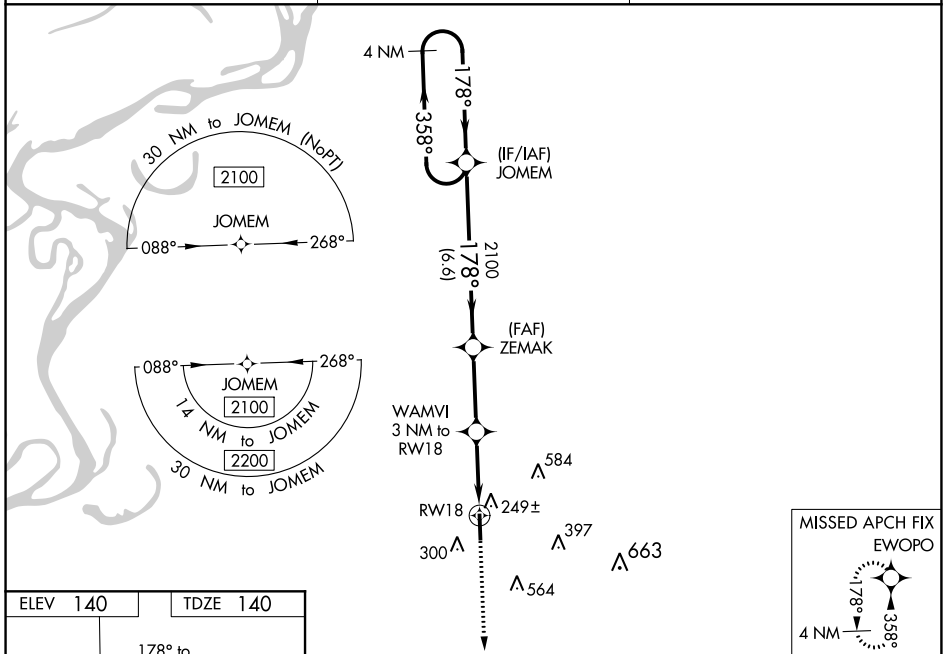 4 NM
178°
358°
(IF/IAF)
JOMEM
30 NM to JOMEM (NoPT)
2100
JOMEM
088°
268°
2100
178°
(6.6)
(FAF)
ZEMAK
088°
268°
JOMEM
2100
14 NM to JOMEM
2200
30 NM to JOMEM
WAMVI
3 NM to
RW18
584
RW18
249±
300
397
663
564
MISSED APCH FIX
EWOPO
178°
358°
4 NM
ELEV 140
TDZE 140
178° to